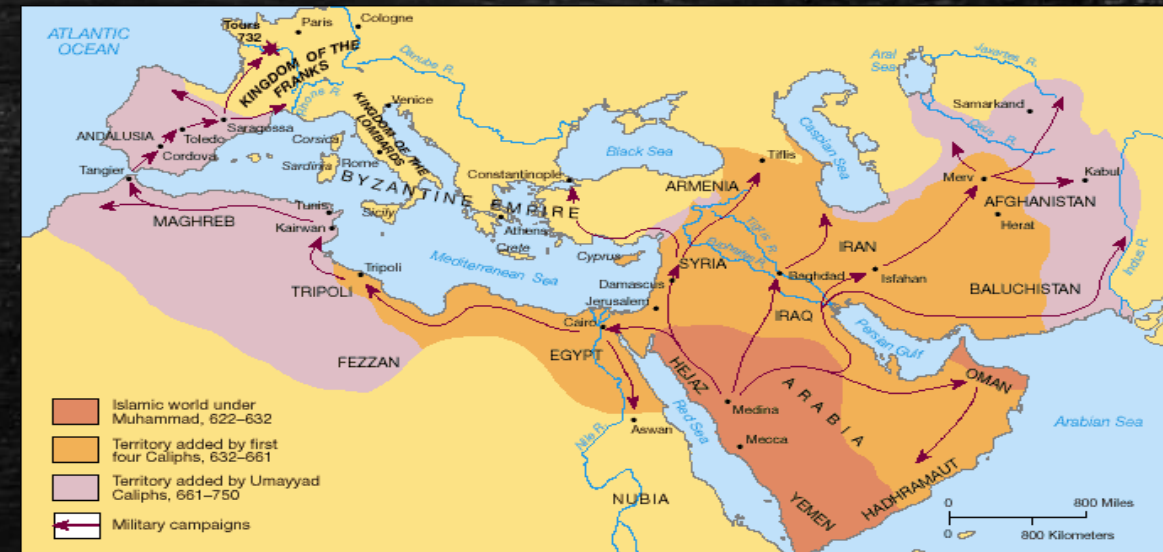 ATLANTIC
OCEAN
Tours
732
Paris
Cologne
KINGDOM OF THE
FRANKS
Danube R.
Rhone R.
Venice
KINGDOM OF THE
LOMBARDS
Aral
Sea
Jaxartes R.
Samarkand
Oxus R.
Caspian Sea
ANDALUSIA
Saragossa
Toledo
Cordova
Tangier
Corsica
Sardinia
Rome
Constantinople
Black Sea
Tiflis
ARMENIA
BYZANTINE EMPIRE
Merv
Kabul
AFGHANISTAN
Herat
MAGHREB
Tunis
Kairwan
Sicily
Athens
Crete
Cyprus
Mediterranean Sea
Tigris R.
Euphrates R.
SYRIA
IRAN
Indus R.
Tripoli
TRIPOLI
Damascus
Jerusalem
Baghdad
Isfahan
BALUCHISTAN
IRAQ
Cairo
EGYPT
Persian Gulf
FEZZAN
HEJAZ
ARABIA
OMAN
Medina
Mecca
Red Sea
Aswan
Nile R.
Arabian Sea
NUBIA
YEMEN
HADHRAMAUT
Islamic world under
Muhammad, 622–632
Territory added by first
four Caliphs, 632–661
Territory added by Umayyad
Caliphs, 661–750
Military campaigns
0 800 Miles
0 800 Kilometers